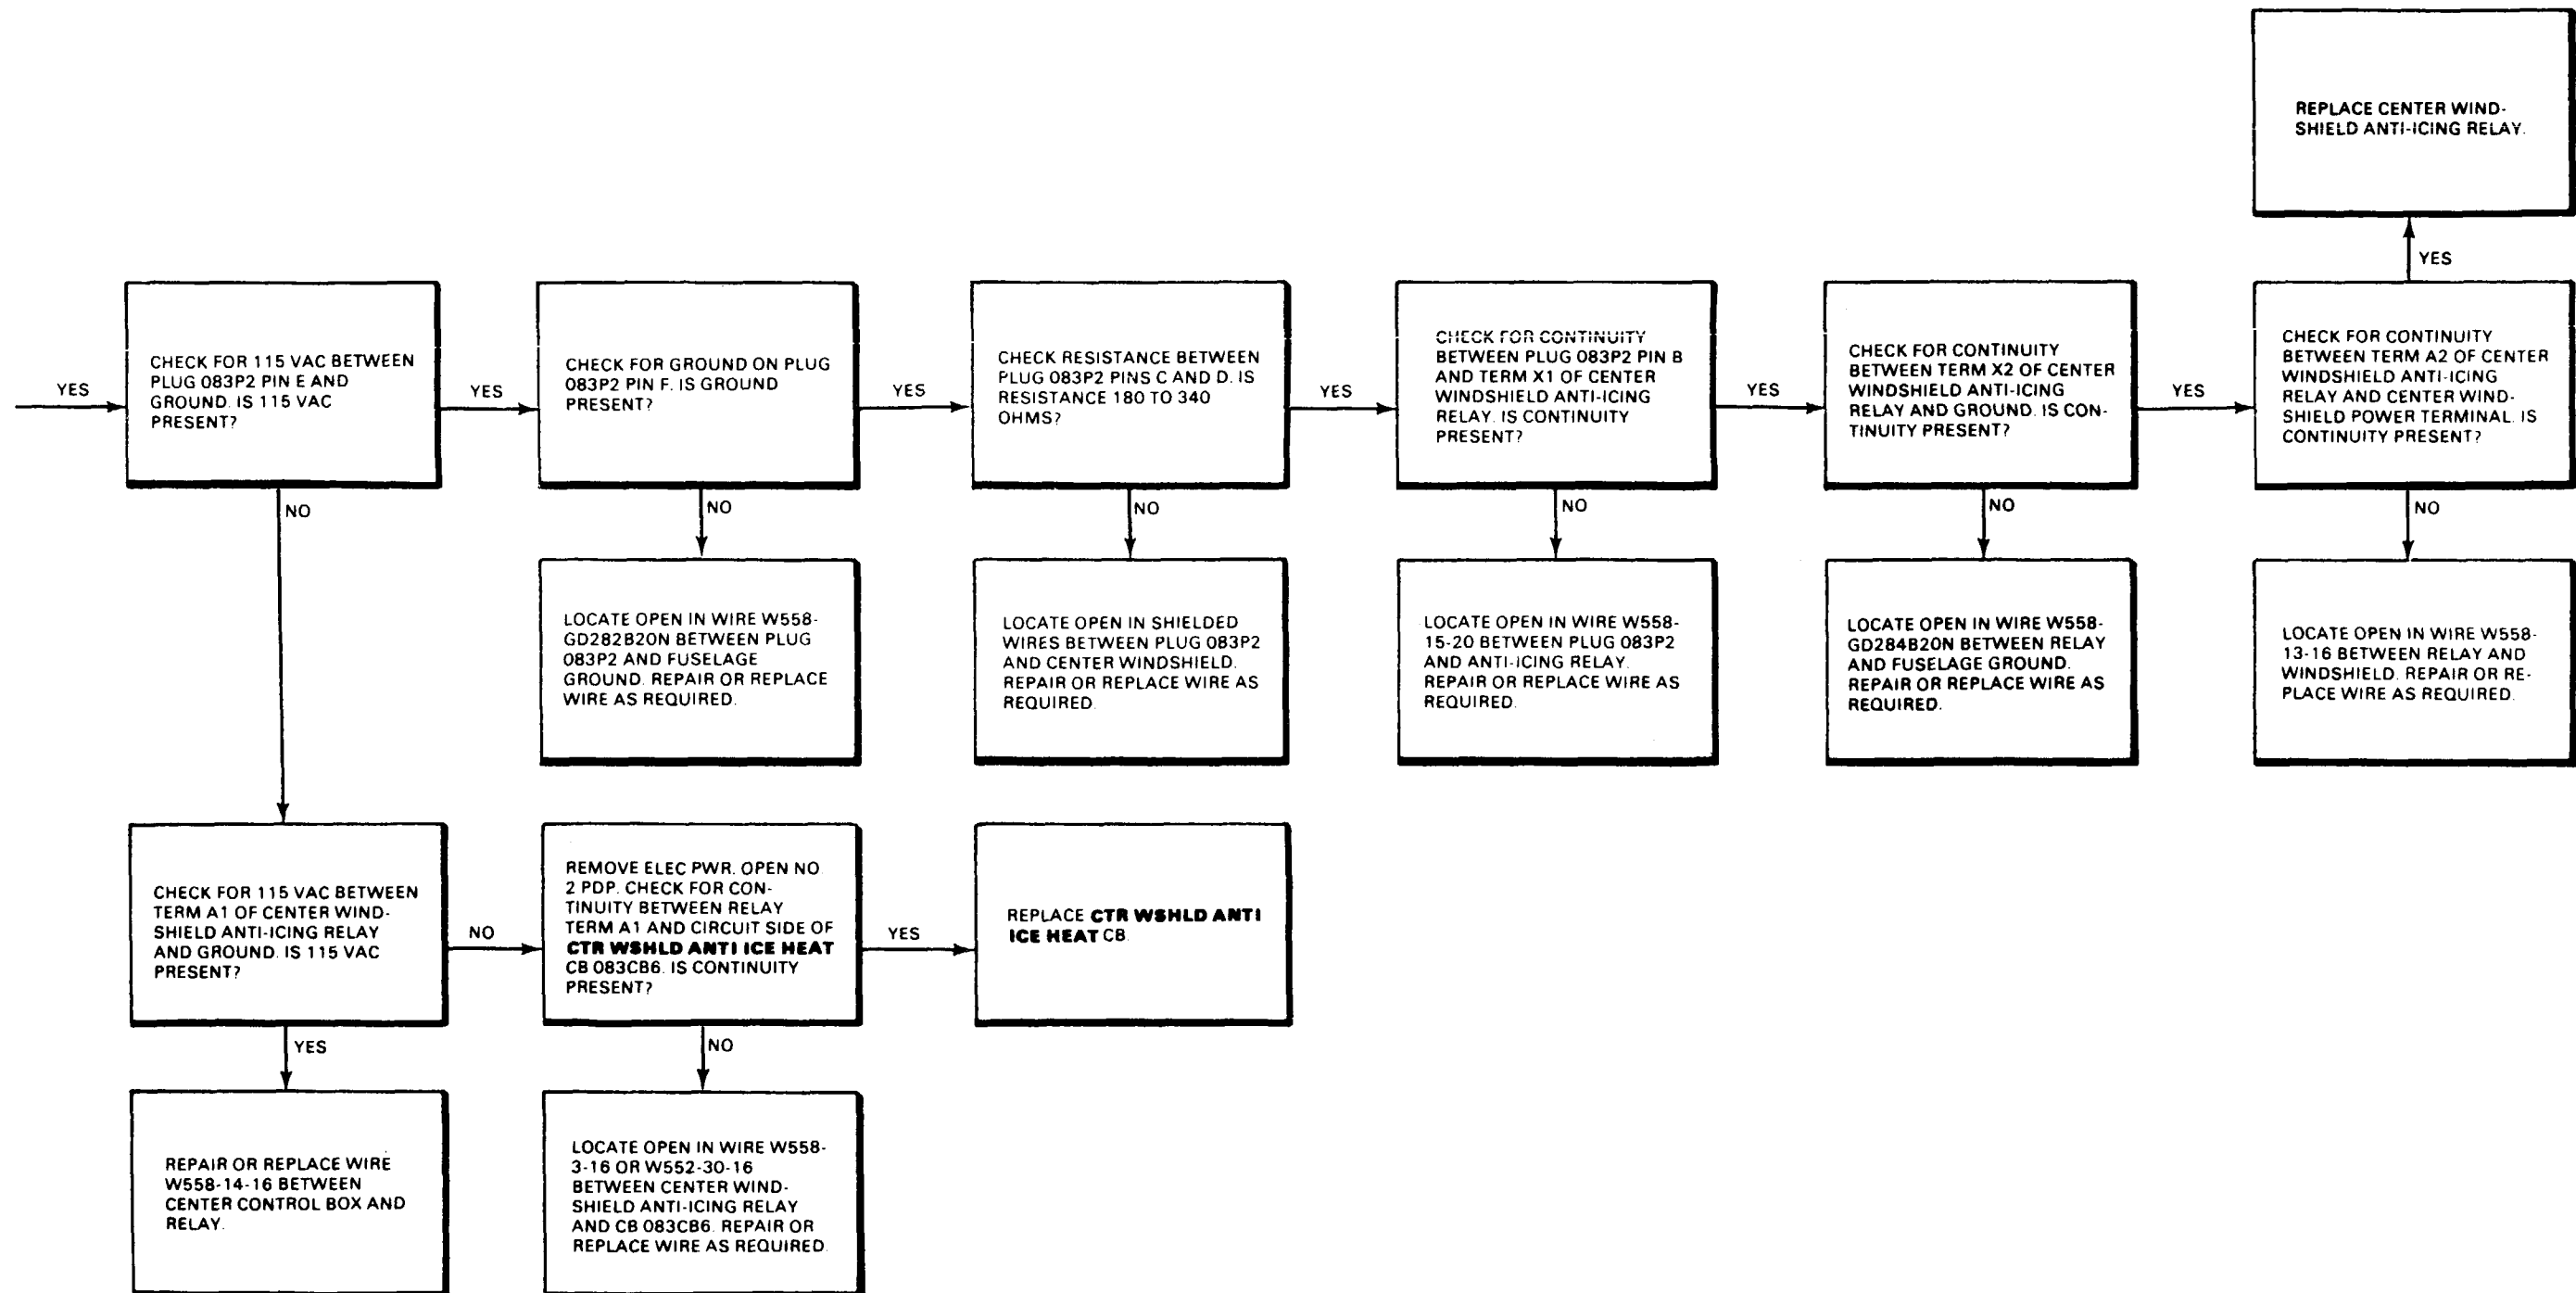 REPLACE CENTER WIND-
SHIELD ANTI-ICING RELAY.
YES
YES
CHECK FOR 115 VAC BETWEEN
PLUG 083P2 PIN E AND
GROUND. IS 115 VAC
PRESENT?
YES
CHECK FOR GROUND ON PLUG
083P2 PIN F. IS GROUND
PRESENT?
YES
CHECK RESISTANCE BETWEEN
PLUG 083P2 PINS C AND D. IS
RESISTANCE 180 TO 340
OHMS?
YES
CHECK FOR CONTINUITY
BETWEEN PLUG 083P2 PIN B
AND TERM X1 OF CENTER
WINDSHIELD ANTI-ICING
RELAY. IS CONTINUITY
PRESENT?
YES
CHECK FOR CONTINUITY
BETWEEN TERM X2 OF CENTER
WINDSHIELD ANTI-ICING
RELAY AND GROUND. IS CON-
TINUITY PRESENT?
YES
CHECK FOR CONTINUITY
BETWEEN TERM A2 OF CENTER
WINDSHIELD ANTI-ICING
RELAY AND CENTER WIND-
SHIELD POWER TERMINAL. IS
CONTINUITY PRESENT?
NO
NO
NO
NO
NO
NO
LOCATE OPEN IN WIRE W558-
GD282B20N BETWEEN PLUG
083P2 AND FUSELAGE
GROUND. REPAIR OR REPLACE
WIRE AS REQUIRED.
LOCATE OPEN IN SHIELDED
WIRES BETWEEN PLUG 083P2
AND CENTER WINDSHIELD.
REPAIR OR REPLACE WIRE AS
REQUIRED.
LOCATE OPEN IN WIRE W558-
15-20 BETWEEN PLUG 083P2
AND ANTI-ICING RELAY.
REPAIR OR REPLACE WIRE AS
REQUIRED.
LOCATE OPEN IN WIRE W558-
GD284B20N BETWEEN RELAY
AND FUSELAGE GROUND.
REPAIR OR REPLACE WIRE AS
REQUIRED.
LOCATE OPEN IN WIRE W558-
13-16 BETWEEN RELAY AND
WINDSHIELD. REPAIR OR RE-
PLACE WIRE AS REQUIRED.
CHECK FOR 115 VAC BETWEEN
TERM A1 OF CENTER WIND-
SHIELD ANTI-ICING RELAY
AND GROUND. IS 115 VAC
PRESENT?
NO
REMOVE ELEC PWR. OPEN NO.
2 PDP. CHECK FOR CON-
TINUITY BETWEEN RELAY
TERM A1 AND CIRCUIT SIDE OF
CTR WSHLD ANTI ICE HEAT
CB 083CB6. IS CONTINUITY
PRESENT?
YES
REPLACE CTR WSHLD ANTI
ICE HEAT CB.
YES
NO
REPAIR OR REPLACE WIRE
W558-14-16 BETWEEN
CENTER CONTROL BOX AND
RELAY.
LOCATE OPEN IN WIRE W558-
3-16 OR W552-30-16
BETWEEN CENTER WIND-
SHIELD ANTI-ICING RELAY
AND CB 083CB6. REPAIR OR
REPLACE WIRE AS REQUIRED.